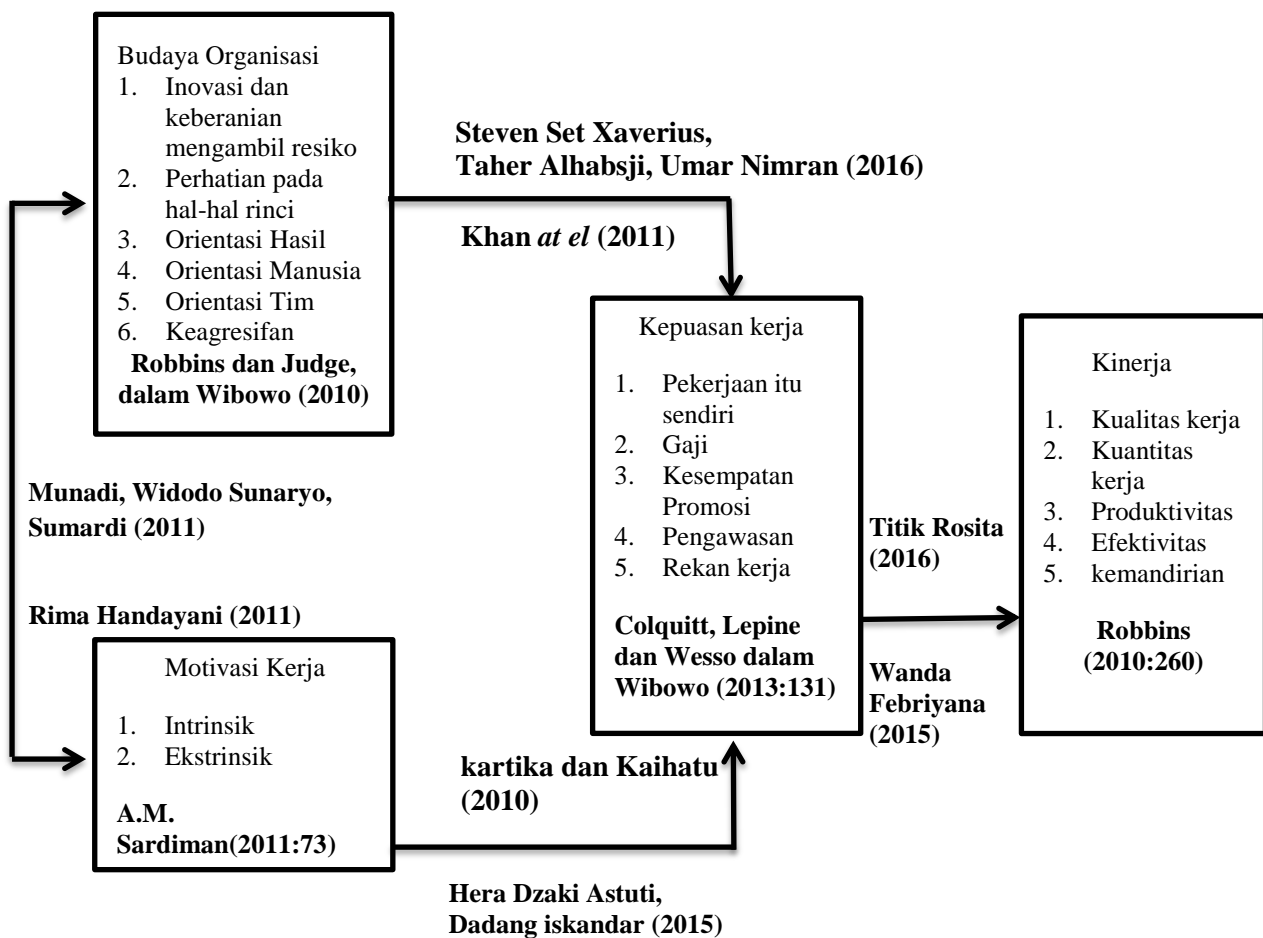 Budaya Organisasi
1. Inovasi dan
keberanian
mengambil resiko
2. Perhatian pada
hal-hal rinci
3. Orientasi Hasil
4. Orientasi Manusia
5. Orientasi Tim
6. Keagresifan
Robbins dan Judge,
dalam Wibowo (2010)
Steven Set Xaverius,
Taher Alhabsji, Umar Nimran (2016)
Khan at el (2011)
Munadi, Widodo Sunaryo,
Sumardi (2011)
Rima Handayani (2011)
Motivasi Kerja
1. Intrinsik
2. Ekstrinsik
A.M.
Sardiman(2011:73)
kartika dan Kaihatu
(2010)
Hera Dzaki Astuti,
Dadang iskandar (2015)
Kepuasan kerja
1. Pekerjaan itu
sendiri
2. Gaji
3. Kesempatan
Promosi
4. Pengawasan
5. Rekan kerja
Colquitt, Lepine
dan Wesso dalam
Wibowo (2013:131)
Titik Rosita
(2016)
Wanda
Febriyana
(2015)
Kinerja
1. Kualitas kerja
2. Kuantitas
kerja
3. Produktivitas
4. Efektivitas
5. kemandirian
Robbins
(2010:260)